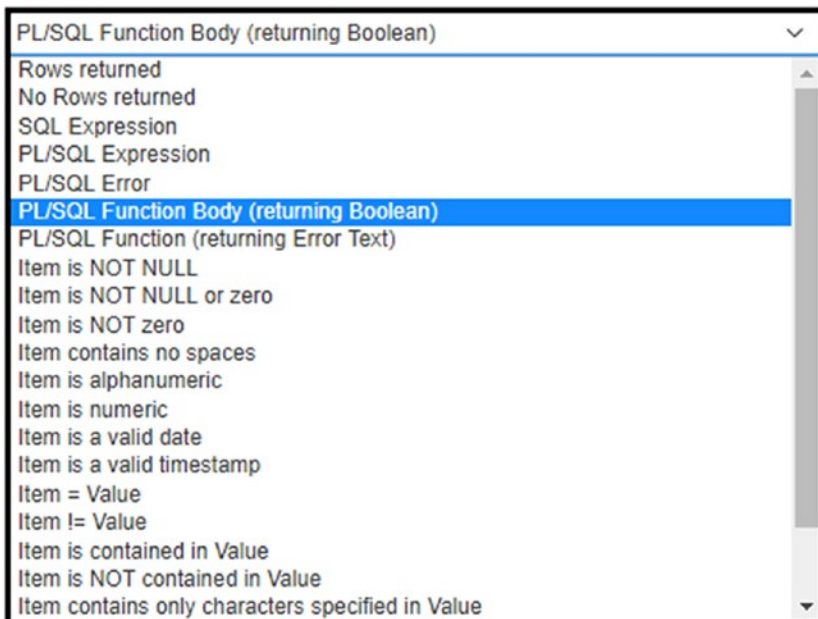 PL/SQL Function Body (returning Boolean)
Rows returned
No Rows returned
SQL Expression
PL/SQL Expression
PL/SQL Error
PL/SQL Function Body (returning Boolean)
PL/SQL Function (returning Error Text)
Item is NOT NULL
Item is NOT NULL or zero
Item is NOT zero
Item contains no spaces
Item is alphanumeric
Item is numeric
Item is a valid date
Item is a valid timestamp
Item = Value
Item != Value
Item is contained in Value
Item is NOT contained in Value
Item contains only characters specified in Value